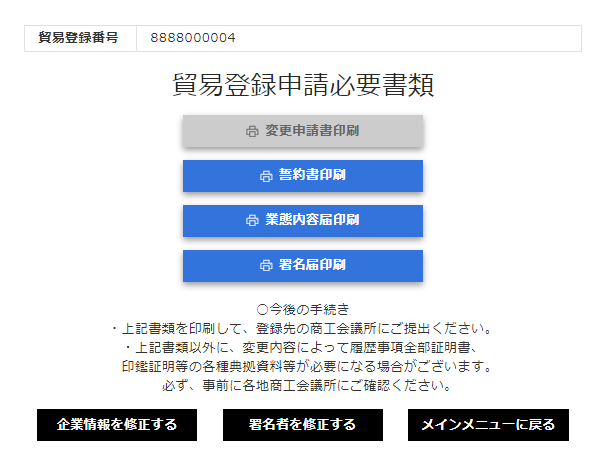 貿易登録番号 8888000004
貿易登録申請必要書類
変更申請書印刷
誓約書印刷
業態内容届印刷
署名届印刷
○今後の手続き
・上記書類を印刷して、登録先の商工会議所にご提出ください。
・上記書類以外に、変更内容によって履歴事項全部証明書、
印鑑証明等の各種典拠資料等が必要になる場合がございます。
必ず、事前に各地商工会議所にご確認ください。
企業情報を修正する 署名者を修正する メインメニューに戻る